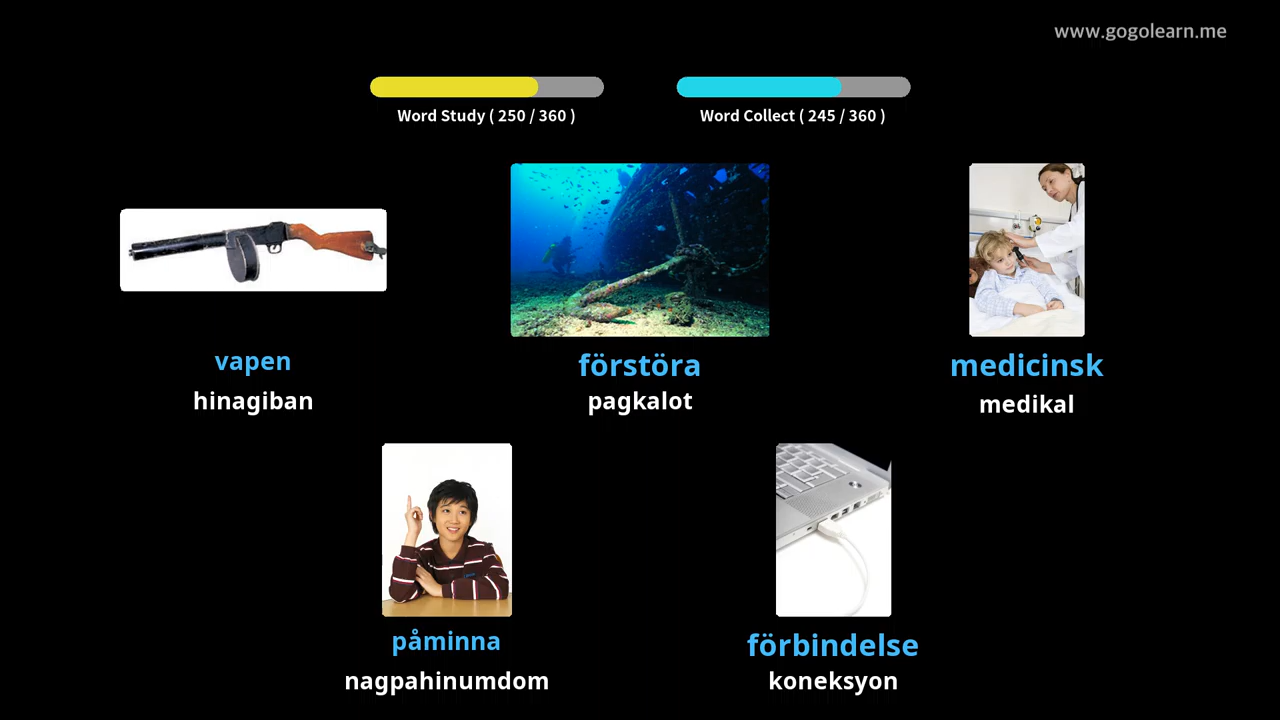 www.gogolearn.me
Word Study ( 250 / 360 )
Word Collect ( 245 / 360 )
vapen
hinagiban
förstöra
pagkalot
medicinsk
medikal
påminna
nagpahinumdom
förbindelse
koneksyon